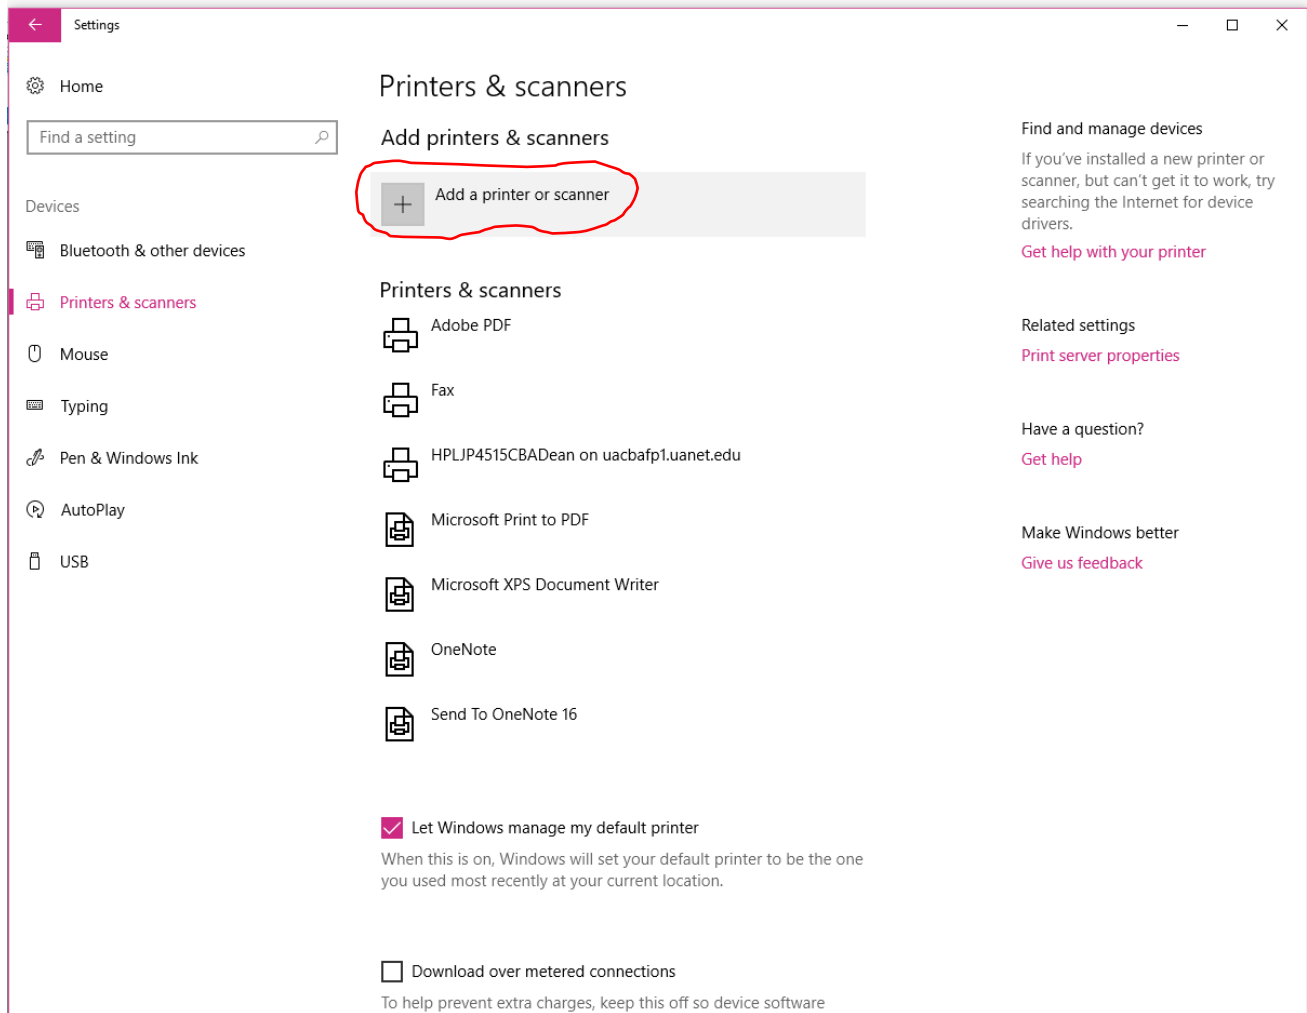 Settings
Home
Find a setting
Devices
Bluetooth & other devices
Printers & scanners
Mouse
Typing
Pen & Windows Ink
AutoPlay
USB
Printers & scanners
Add printers & scanners
Add a printer or scanner
Printers & scanners
Adobe PDF
Fax
HPLJP4515CBADean on uacbafp1.uanet.edu
Microsoft Print to PDF
Microsoft XPS Document Writer
OneNote
Send To OneNote 16
Let Windows manage my default printer
When this is on, Windows will set your default printer to be the one
you used most recently at your current location.
Download over metered connections
To help prevent extra charges, keep this off so device software
Find and manage devices
If you've installed a new printer or
scanner, but can't get it to work, try
searching the Internet for device
drivers.
Get help with your printer
Related settings
Print server properties
Have a question?
Get help
Make Windows better
Give us feedback